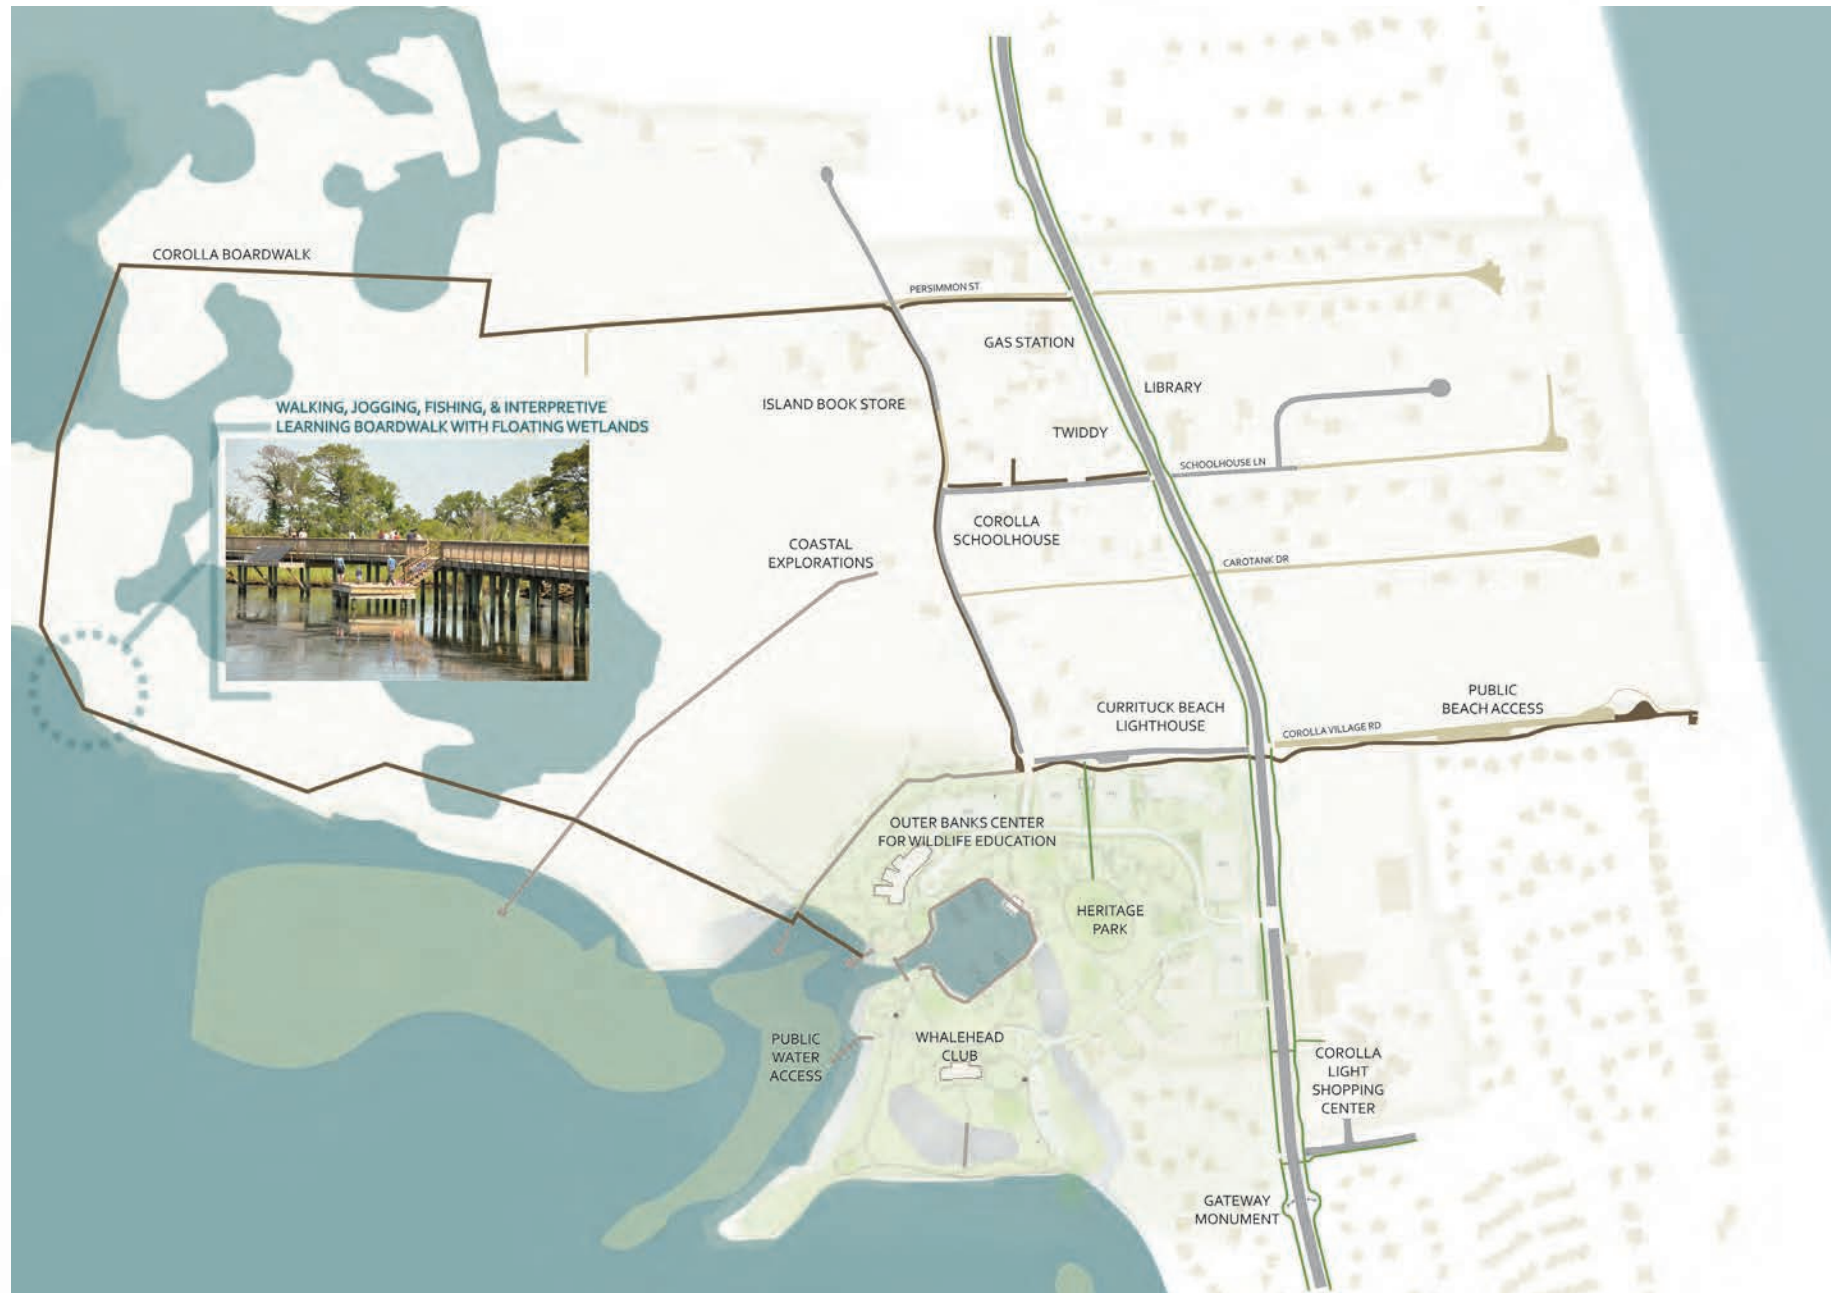 COROLLA BOARDWALK
PERSIMMON ST
GAS STATION
LIBRARY
ISLAND BOOK STORE
WALKING, JOGGING, FISHING, & INTERPRETIVE
LEARNING BOARDWALK WITH FLOATING WETLANDS
TWIDDY
SCHOOLHOUSE LN
COROLLA
SCHOOLHOUSE
COASTAL
EXPLORATIONS
CAROTANK DR
CURRITUCK BEACH
LIGHTHOUSE
PUBLIC
BEACH ACCESS
COROLLA VILLAGE RD
OUTER BANKS CENTER
FOR WILDLIFE EDUCATION
HERITAGE
PARK
PUBLIC
WATER
ACCESS
WHALEHEAD
CLUB
COROLLA
LIGHT
SHOPPING
CENTER
GATEWAY
MONUMENT